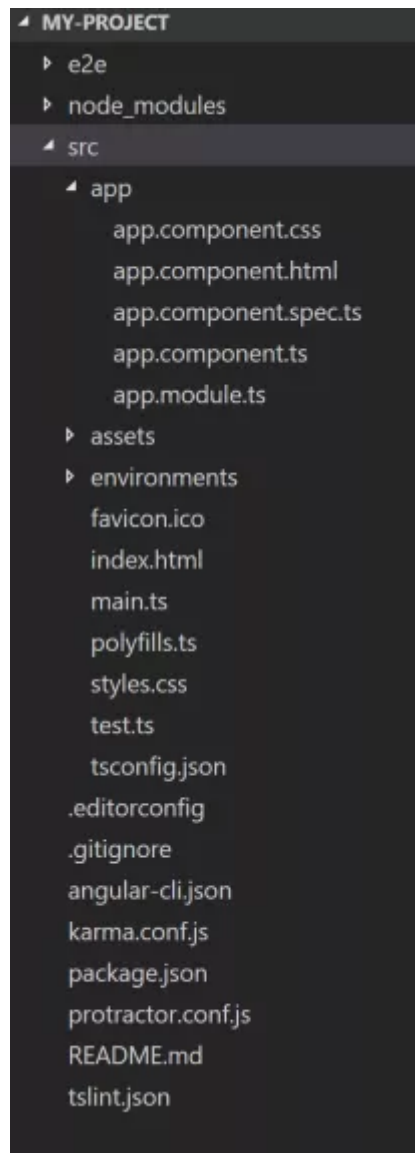 MY-PROJECT
e2e
node_modules
src
app
app.component.css
app.component.html
app.component.spec.ts
app.component.ts
app.module.ts
assets
environments
favicon.ico
index.html
main.ts
polyfills.ts
styles.css
test.ts
tsconfig.json
.editorconfig
.gitignore
angular-cli.json
karma.conf.js
package.json
protractor.conf.js
README.md
tslint.json